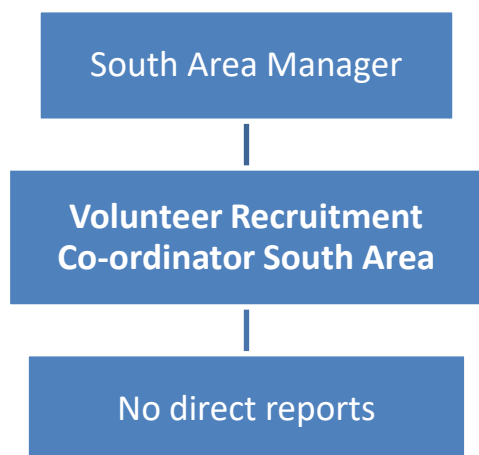 South Area Manager
Volunteer Recruitment
Co-ordinator South Area
No direct reports